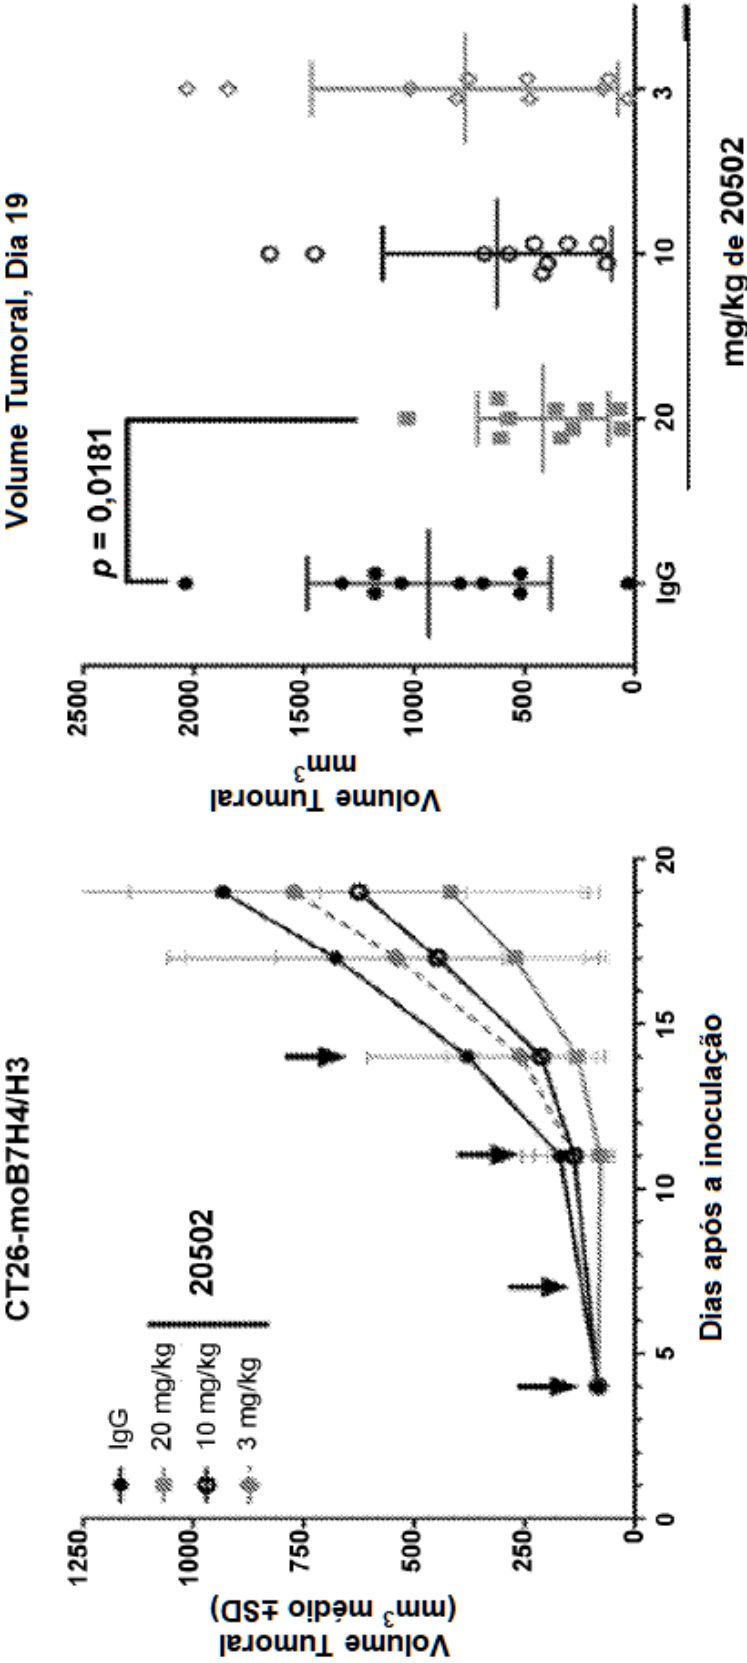 CT26-moB7H4/H3
Volume Tumoral
(mm³ médio ±SD)
1250
1000
750
500
250
0
IgG
20 mg/kg
10 mg/kg
3 mg/kg
20502
0
5
10
15
20
Dias após a inoculação
Volume Tumoral, Dia 19
Volume Tumoral
mm³
2500
2000
1500
1000
500
0
p = 0,0181
IgG
20
10
3
mg/kg de 20502